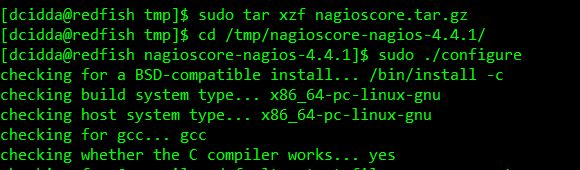 [dcidda@redfish tmp]$ sudo tar xzf nagioscore.tar.gz
[dcidda@redfish tmp]$ cd /tmp/nagioscore-nagios-4.4.1/
[dcidda@redfish nagioscore-nagios-4.4.1]$ sudo ./configure
checking for a BSD-compatible install... /bin/install -c
checking build system type... x86_64-pc-linux-gnu
checking host system type... x86_64-pc-linux-gnu
checking for gcc... gcc
checking whether the C compiler works... yes